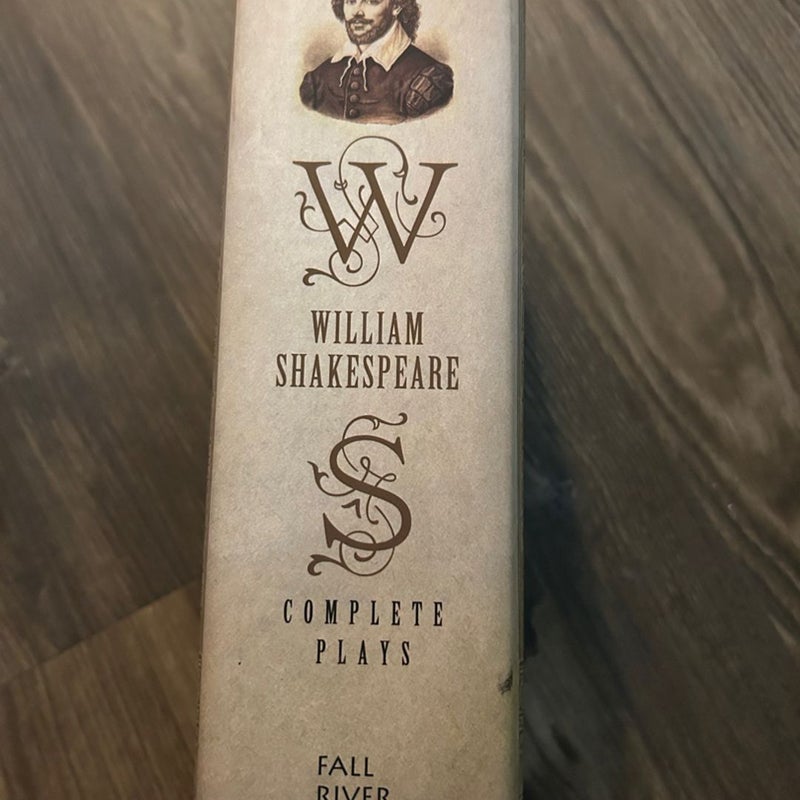 W
WILLIAM
SHAKESPEARE
S
COMPLETE
PLAYS
FALL
RIVER